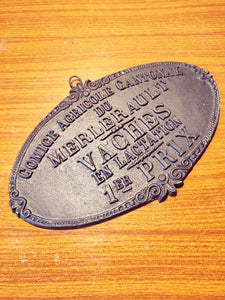 COMICE AGRICOLE CANTONAL
DU
MERLERAULT
VACHES
EN LACTATION
1ER PRIX